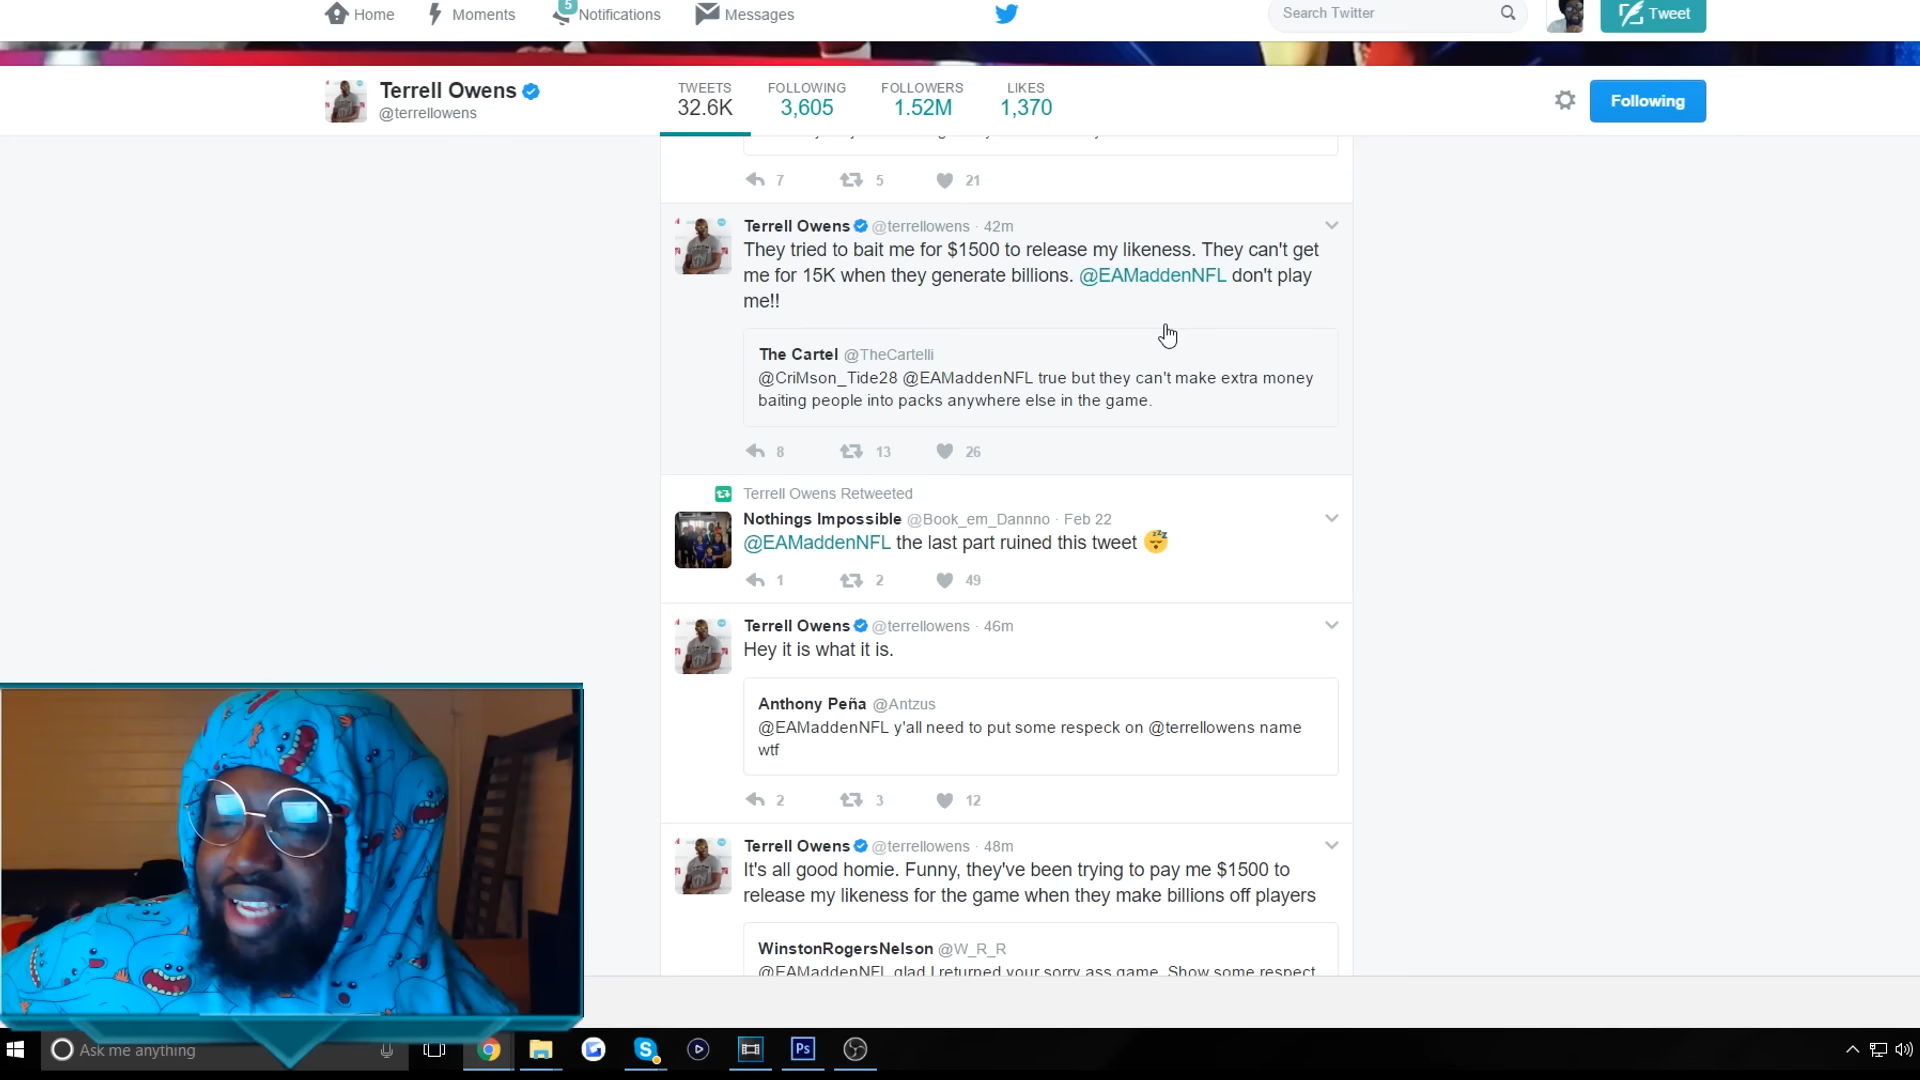 Home
Moments
5
Notifications
Messages
Search Twitter
Tweet
Terrell Owens
@terrellowens
TWEETS
32.6K
FOLLOWING
3,605
FOLLOWERS
1.52M
LIKES
1,370
Following
7
5
21
Terrell Owens @terrellowens · 42m
They tried to bait me for $1500 to release my likeness. They can't get
me for 15K when they generate billions. @EAMaddenNFL don't play
me!!
The Cartel @TheCartelli
@CriMson_Tide28 @EAMaddenNFL true but they can't make extra money
baiting people into packs anywhere else in the game.
8
13
26
Terrell Owens Retweeted
Nothings Impossible @Book_em_Dannno · Feb 22
@EAMaddenNFL the last part ruined this tweet 😴
1
2
49
Terrell Owens @terrellowens · 46m
Hey it is what it is.
Anthony Peña @Antzus
@EAMaddenNFL y'all need to put some respeck on @terrellowens name
wtf
2
3
12
Terrell Owens @terrellowens · 48m
It's all good homie. Funny, they've been trying to pay me $1500 to
release my likeness for the game when they make billions off players
WinstonRogersNelson @W_R_R
@EAMaddenNFL glad I returned your sorry ass game. Show some respect
Ask me anything
S
Ps